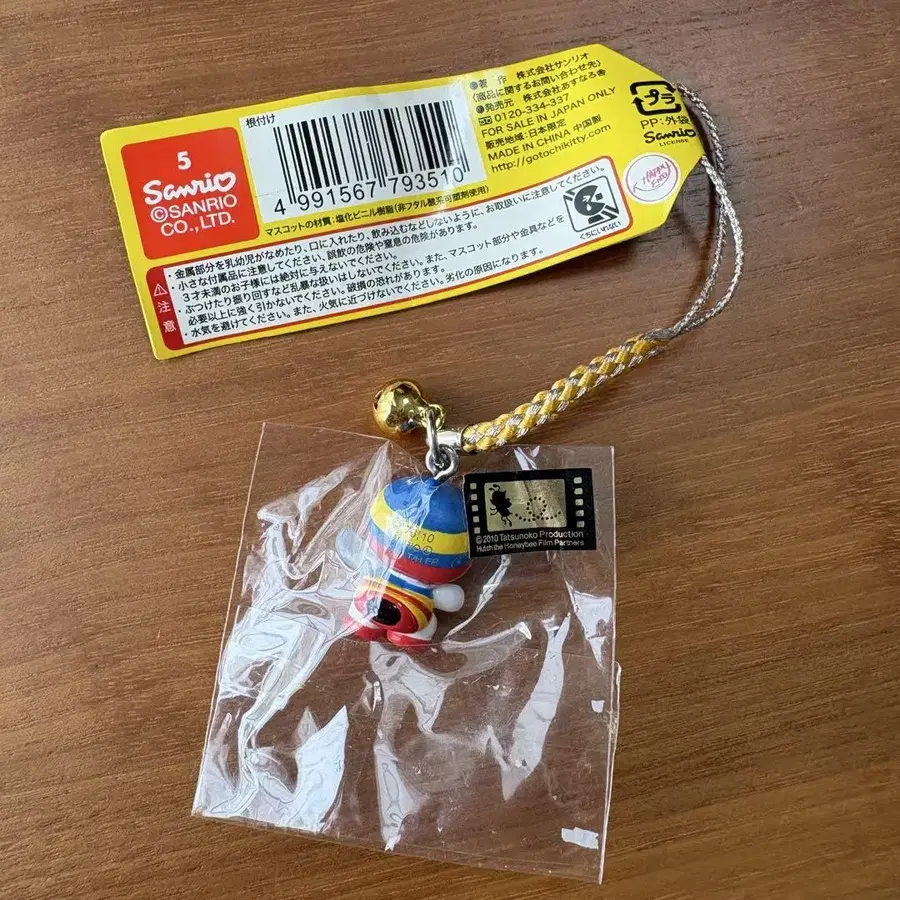 5
Sanrio
©SANRIO
CO.,LTD.
根付け
4 991567 793510
マスコットの材質:塩化ビニル樹脂(非フタル酸系可塑剤使用)
●著 作 株式会社サンリオ
(商品に関するお問い合わせ先)
●発売元 株式会社あすなろ舎
0120-334-337
FOR SALE IN JAPAN ONLY
販売地域:日本限定
MADE IN CHINA 中国製
http://gotochikitty.com
プラ
PP:外袋
Sanrio
LICENSE
HAPPY
END
くちにいれない
注意
・金属部分を乳幼児がなめたり、口に入れたり、飲み込むなどしないように、お取扱いに注意してください。
・小さな付属品に注意してください、誤飲の危険や窒息の危険があります。
3才未満のお子様には絶対に与えないでください。
・ぶつけたり振り回すなど乱暴な扱いはしないでください。また、マスコット部分や金具などを
必要以上に強く引かないでください。破損の恐れがあります。
・水気を避けてください。また、火気に近づけないでください。劣化の原因になります。
©2010 Tatsunoko Production
Hutch the Honeybee Film Partners